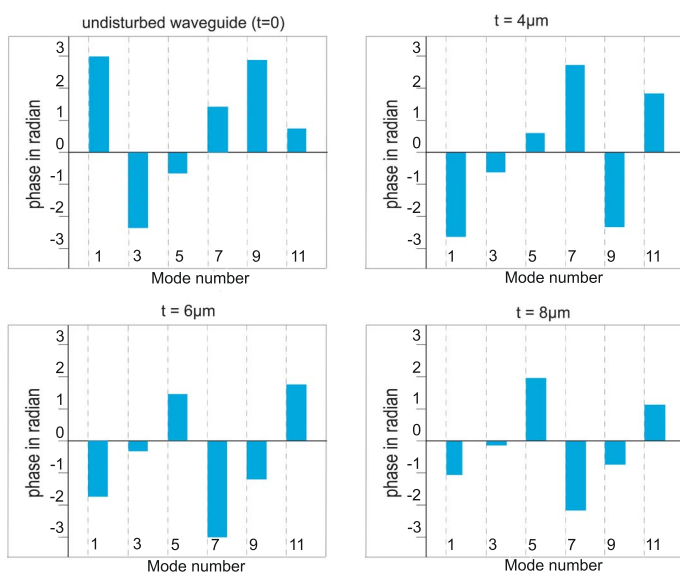 undisturbed waveguide (t=0)
3
2
1
0
-1
-2
-3
phase in radian
1 3 5 7 9 11
Mode number
t = 4μm
3
2
1
0
-1
-2
-3
phase in radian
1 3 5 7 9 11
Mode number
t = 6μm
3
2
1
0
-1
-2
-3
phase in radian
1 3 5 7 9 11
Mode number
t = 8μm
3
2
1
0
-1
-2
-3
phase in radian
1 3 5 7 9 11
Mode number